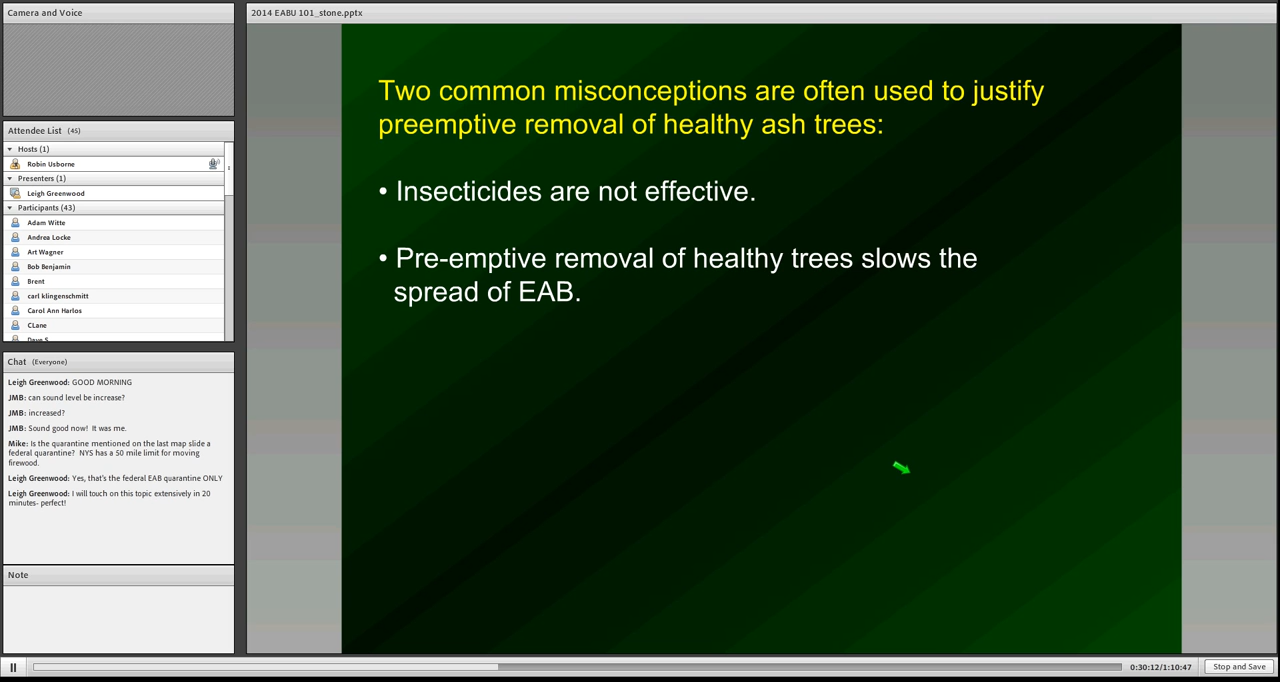 Camera and Voice
2014 EABU 101_stone.pptx
Attendee List (45)
Hosts (1)
Robin Usborne
Presenters (1)
Leigh Greenwood
Participants (43)
Adam Witte
Andrea Locke
Art Wagner
Bob Benjamin
Brent
carl klingenschmitt
Carol Ann Harlos
CLane
Dave S
Chat (Everyone)
Leigh Greenwood: GOOD MORNING
JMB: can sound level be increase?
JMB: increased?
JMB: Sound good now! It was me.
Mike: Is the quarantine mentioned on the last map slide a
federal quarantine? NYS has a 50 mile limit for moving
firewood.
Leigh Greenwood: Yes, that's the federal EAB quarantine ONLY
Leigh Greenwood: I will touch on this topic extensively in 20
minutes- perfect!
Note
Two common misconceptions are often used to justify
preemptive removal of healthy ash trees:
• Insecticides are not effective.
• Pre-emptive removal of healthy trees slows the
spread of EAB.
0:30:12/1:10:47
Stop and Save